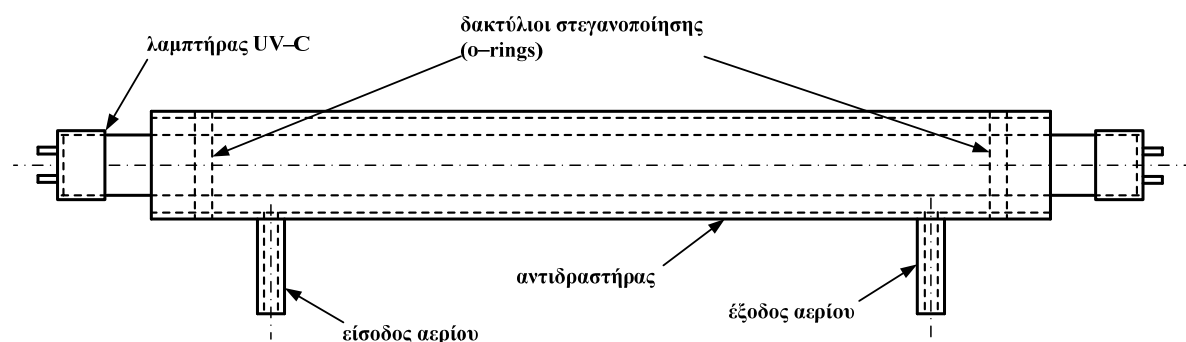 δακτύλιοι στεγανοποίησης
(o–rings)
λαμπτήρας UV–C
αντιδραστήρας
έξοδος αερίου
είσοδος αερίου